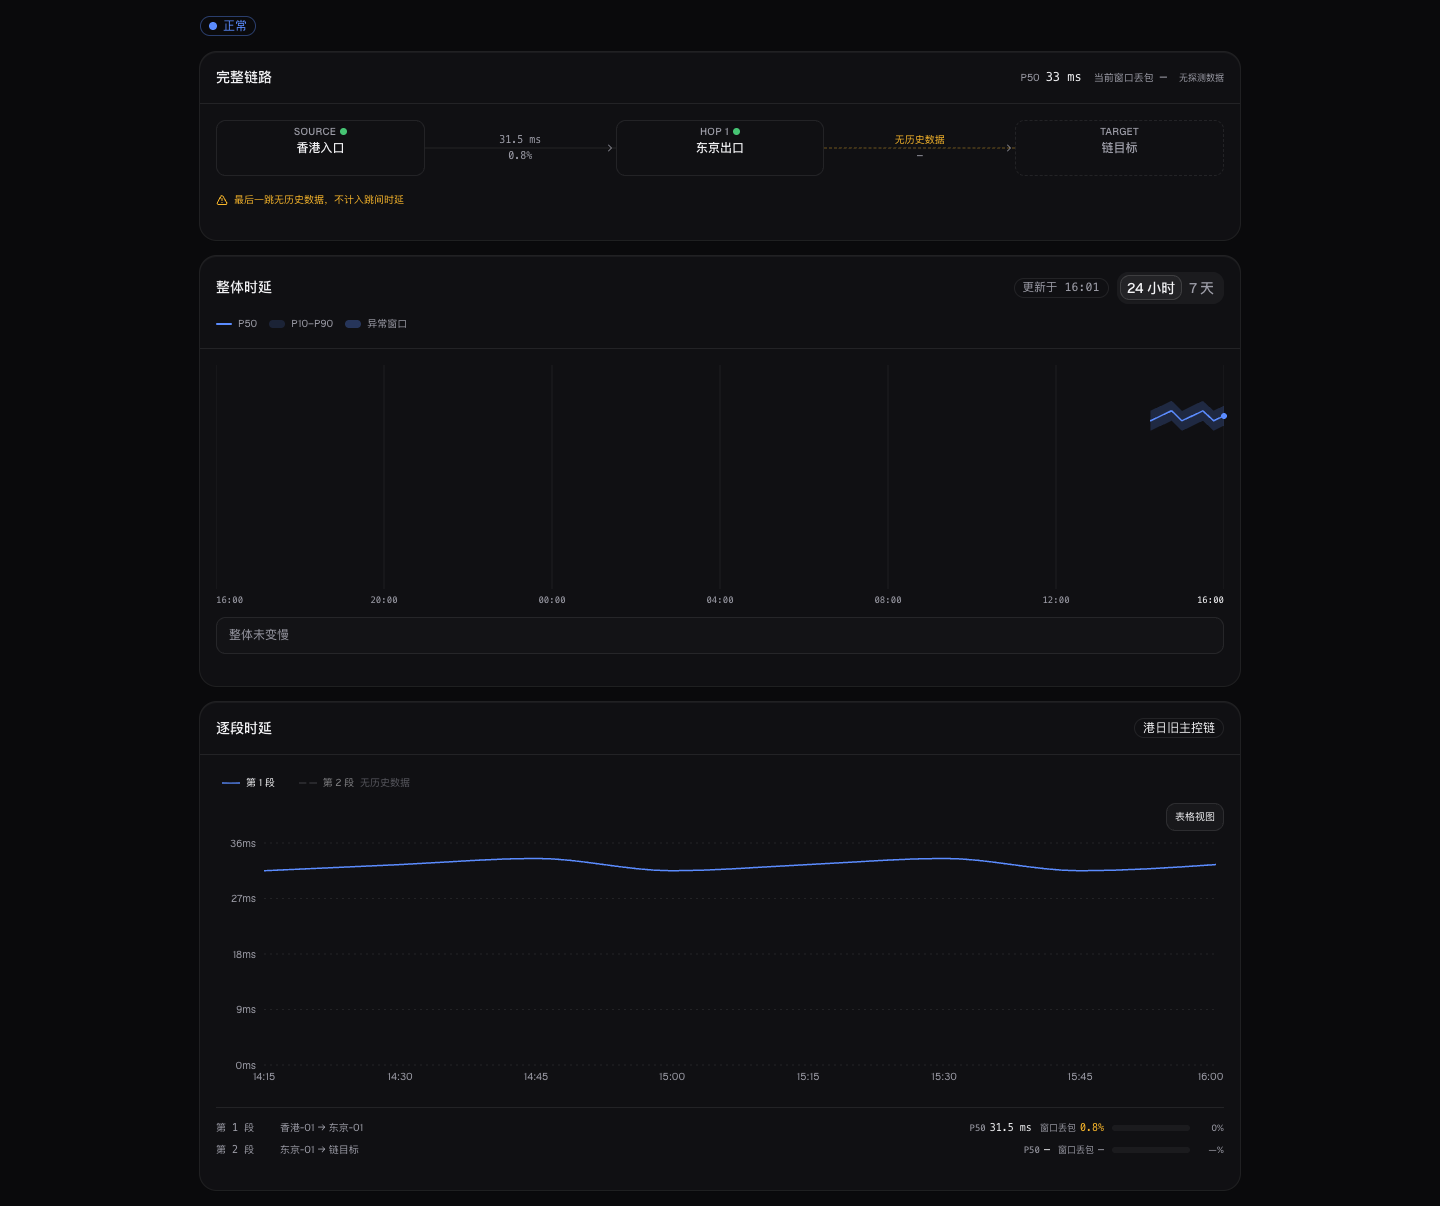 正常
完整链路
P50 33 ms 当前窗口丢包 — 无探测数据
SOURCE
香港入口
31.5 ms
0.8%
HOP 1
东京出口
无历史数据
—
TARGET
链目标
最后一跳无历史数据，不计入跳间时延
整体时延
更新于 16:01
24 小时 7 天
P50 P10–P90 异常窗口
16:00 20:00 00:00 04:00 08:00 12:00 16:00
整体未变慢
逐段时延
港日旧主控链
第 1 段 第 2 段 无历史数据
表格视图
36ms
27ms
18ms
9ms
0ms
14:15 14:30 14:45 15:00 15:15 15:30 15:45 16:00
第 1 段 香港-01 → 东京-01 P50 31.5 ms 窗口丢包 0.8% 0%
第 2 段 东京-01 → 链目标 P50 — 窗口丢包 — —%